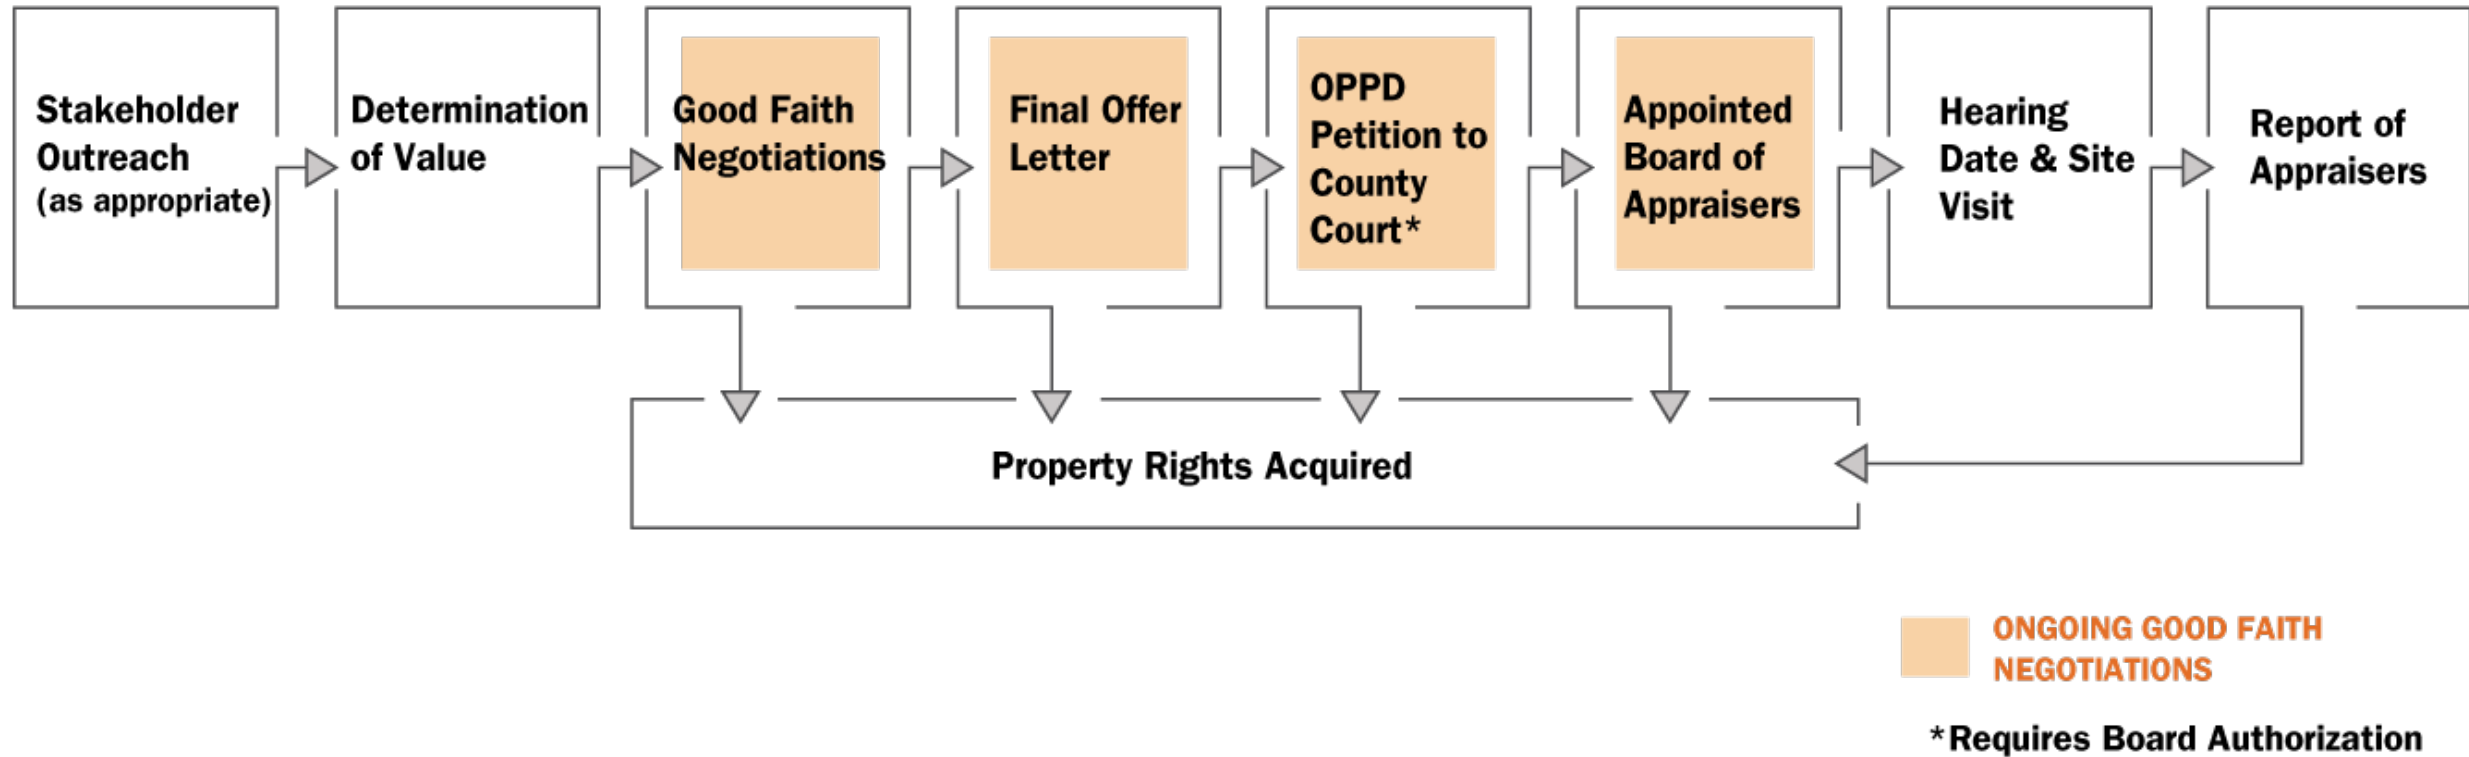 Stakeholder
Outreach
(as appropriate)
Determination
of Value
Good Faith
Negotiations
Final Offer
Letter
OPPD
Petition to
County
Court*
Appointed
Board of
Appraisers
Hearing
Date & Site
Visit
Report of
Appraisers
Property Rights Acquired
ONGOING GOOD FAITH
NEGOTIATIONS
*Requires Board Authorization